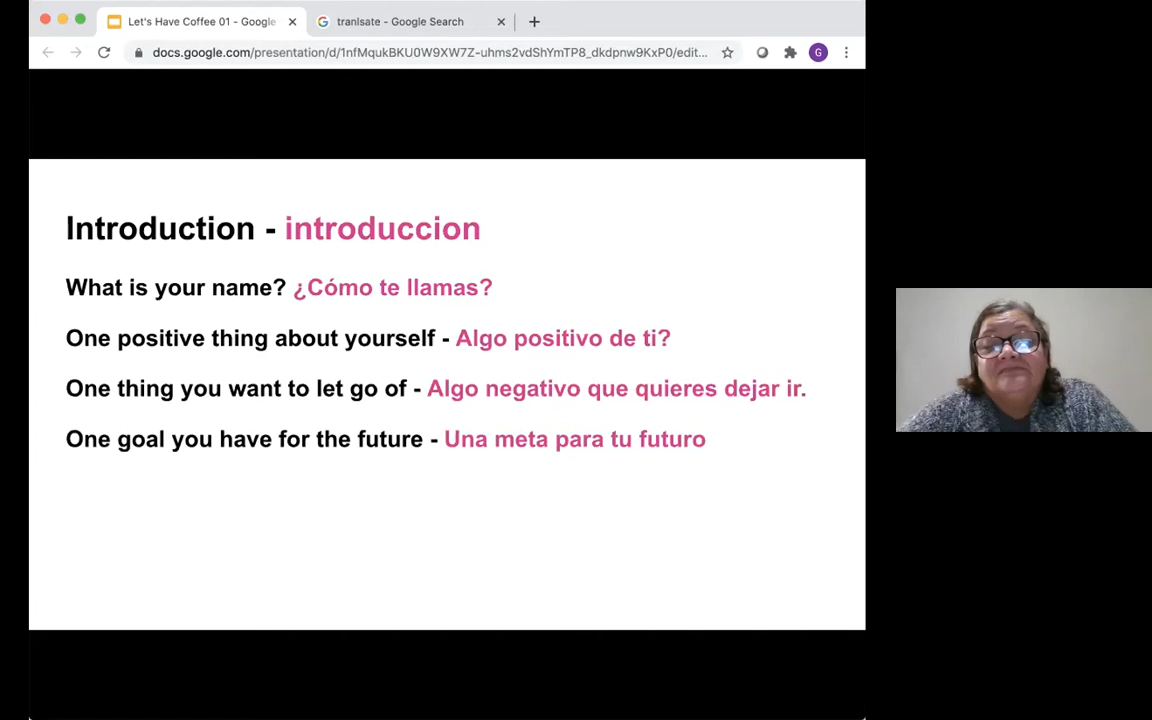 Let's Have Coffee 01 - Google
tranlsate - Google Search
docs.google.com/presentation/d/1nfMqukBKU0W9XW7Z-uhms2vdShYmTP8_dkdpnw9KxP0/edit...
G
Introduction - introduccion
What is your name? ¿Cómo te llamas?
One positive thing about yourself - Algo positivo de ti?
One thing you want to let go of - Algo negativo que quieres dejar ir.
One goal you have for the future - Una meta para tu futuro